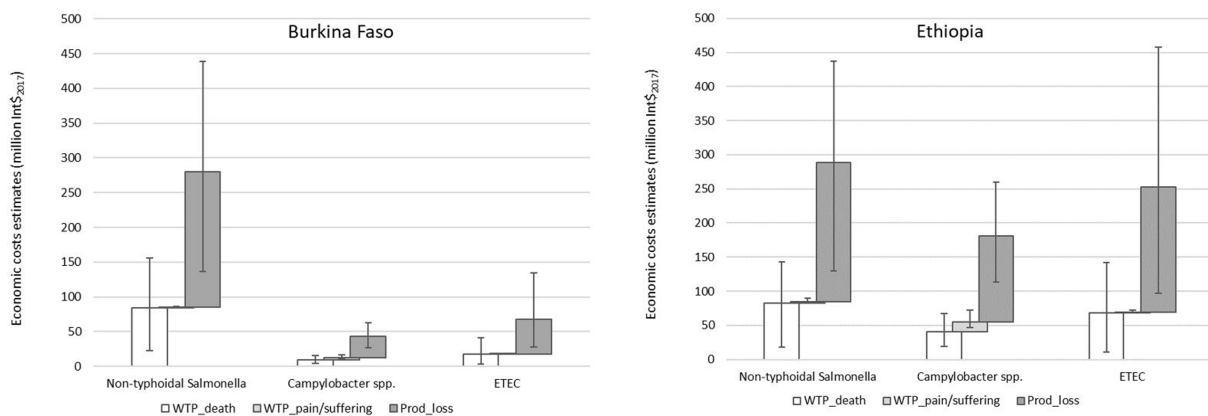 Burkina Faso
Economic costs estimates (million Int$2017)
500
450
400
350
300
250
200
150
100
50
0
Non-typhoidal Salmonella
Campylobacter spp.
ETEC
WTP_death
WTP_pain/suffering
Prod_loss
Ethiopia
Economic costs estimates (million Int$2017)
500
450
400
350
300
250
200
150
100
50
0
Non-typhoidal Salmonella
Campylobacter spp.
ETEC
WTP_death
WTP_pain/suffering
Prod_loss